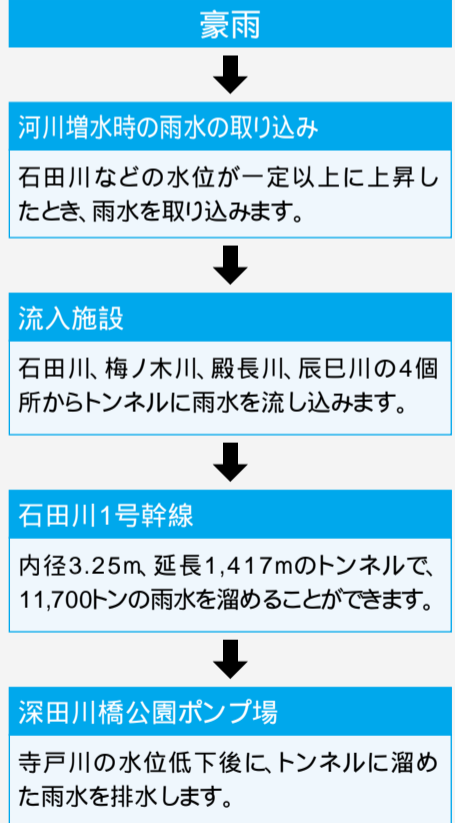 豪雨
河川増水時の雨水の取り込み
石田川などの水位が一定以上に上昇し
たとき、雨水を取り込みます。
流入施設
石田川、梅ノ木川、殿長川、辰巳川の4個
所からトンネルに雨水を流し込みます。
石田川1号幹線
内径3.25m、延長1,417mのトンネルで、
11,700トンの雨水を溜めることができます。
深田川橋公園ポンプ場
寺戸川の水位低下後に、トンネルに溜め
た雨水を排水します。